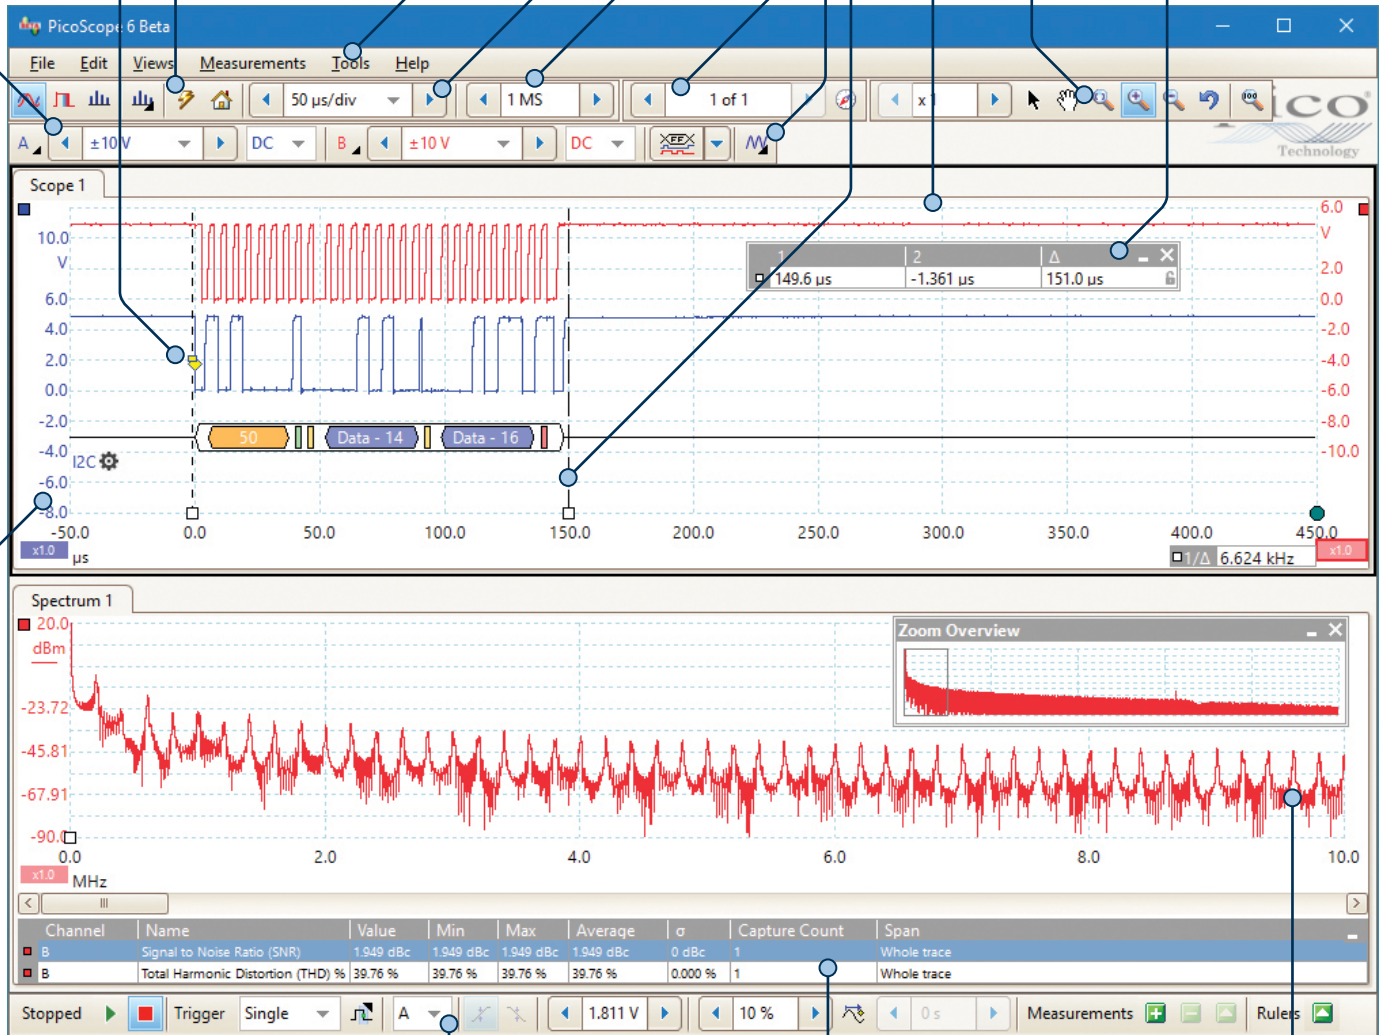 PicoScope 6 Beta
File Edit Views Measurements Tools Help
50 µs/div 1 MS 1 of 1 x 1 100
pico
Technology
A ±10 V DC B ±10 V DC FF
Scope 1
10.0
V
6.0
4.0
2.0
0.0
-2.0
-4.0
-6.0
-8.0
6.0
V
2.0
0.0
-2.0
-4.0
-6.0
-8.0
-10.0
1 2 Δ
149.6 µs -1.361 µs 151.0 µs
50 Data - 14 Data - 16
I2C
-50.0 0.0 50.0 100.0 150.0 200.0 250.0 300.0 350.0 400.0 450.0
x1.0 µs 1/Δ 6.624 kHz x1.0
Spectrum 1
20.0
dBm
-23.72
-45.81
-67.91
-90.0
Zoom Overview
0.0 2.0 4.0 6.0 8.0 10.0
x1.0 MHz
Channel Name Value Min Max Average σ Capture Count Span
B Signal to Noise Ratio (SNR) 1.949 dBc 1.949 dBc 1.949 dBc 1.949 dBc 0 dBc 1 Whole trace
B Total Harmonic Distortion (THD) % 39.76 % 39.76 % 39.76 % 39.76 % 0.000 % 1 Whole trace
Stopped Trigger Single A 1.811 V 10 % 0 s Measurements Rulers